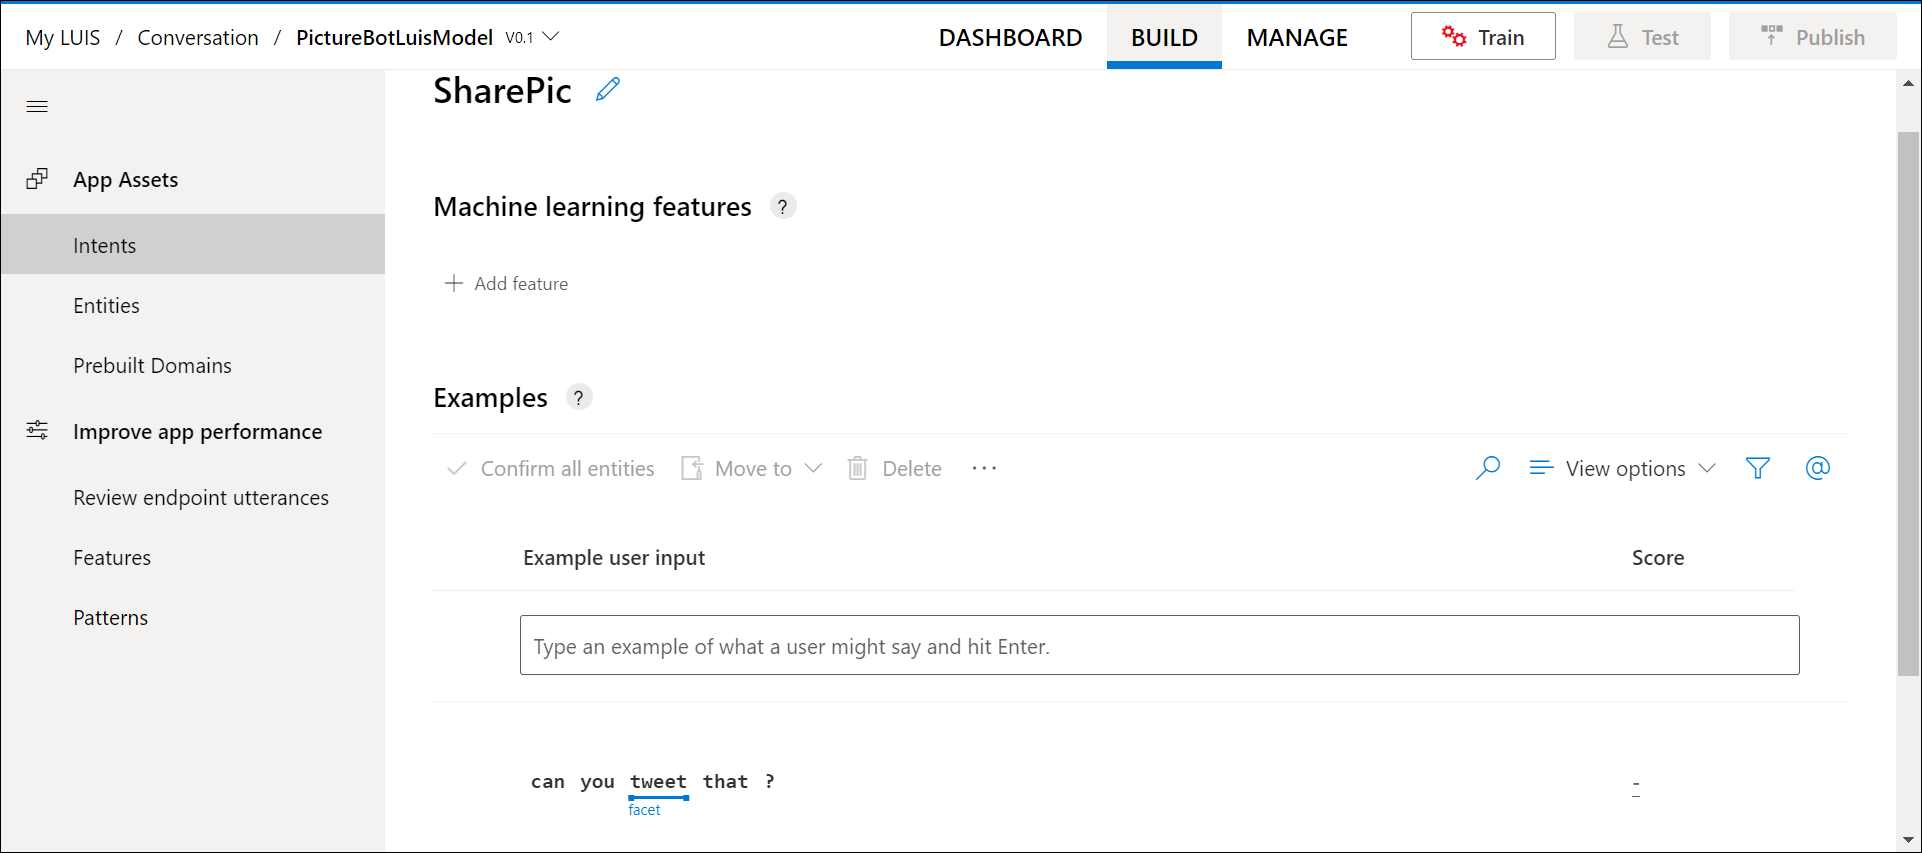 My LUIS / Conversation / PictureBotLuisModel V0.1
DASHBOARD BUILD MANAGE Train Test Publish
SharePic
App Assets
Machine learning features ?
Intents
Add feature
Entities
Prebuilt Domains
Examples ?
Improve app performance
Confirm all entities Move to Delete ··· View options @
Review endpoint utterances
Features
Example user input Score
Patterns
Type an example of what a user might say and hit Enter.
can you tweet that ? -
facet